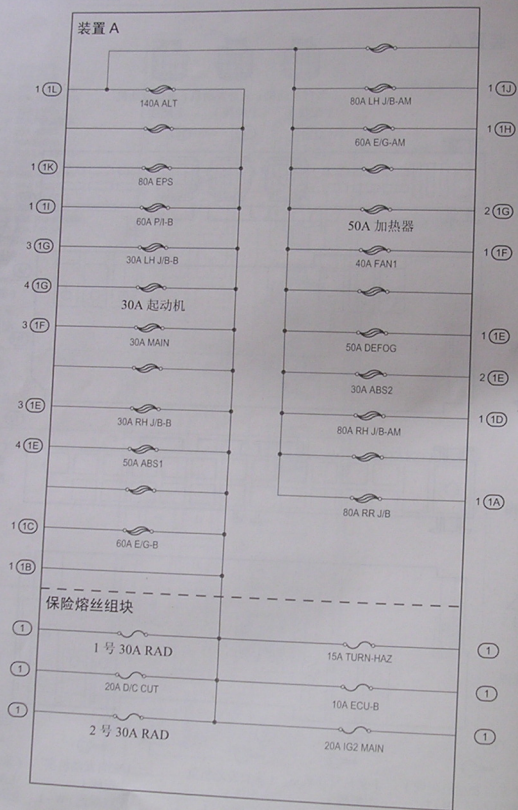 装置A
1 1L
140A ALT
80A LH J/B-AM
1 1J
60A E/G-AM
1 1H
1 1K
80A EPS
1 1I
60A P/I-B
50A 加热器
2 1G
3 1G
30A LH J/B-B
40A FAN1
1 1F
4 1G
30A 起动机
3 1F
30A MAIN
50A DEFOG
1 1E
30A ABS2
2 1E
3 1E
30A RH J/B-B
80A RH J/B-AM
1 1D
4 1E
50A ABS1
80A RR J/B
1 1A
1 1C
60A E/G-B
1 1B
保险熔丝组块
1
1号 30A RAD
15A TURN-HAZ
1
1
20A D/C CUT
10A ECU-B
1
1
2号 30A RAD
20A IG2 MAIN
1